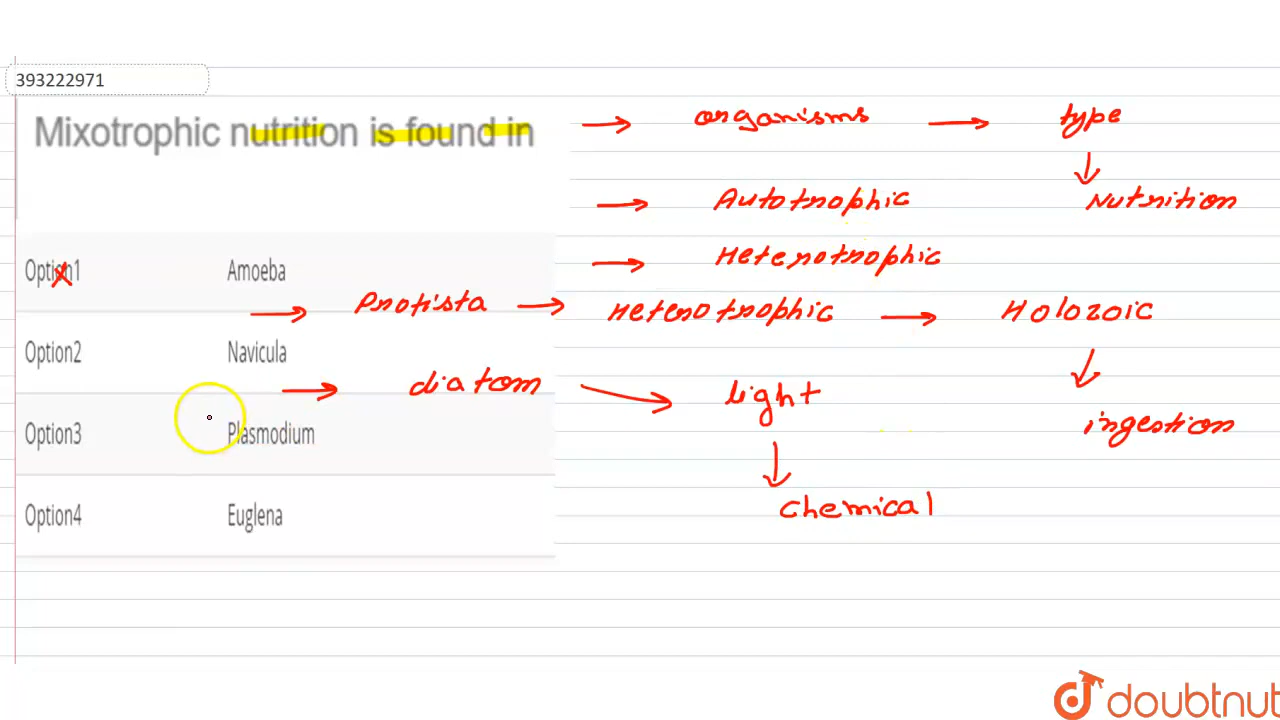 393222971
Mixotrophic nutrition is found in → organisms → type
↓
→ Autotrophic Nutrition
→ Heterotrophic
Option1 Amoeba
→ Protista → Heterotrophic → Holozoic
↓
Option2 Navicula
→ diatom → light
ingestion
Option3 Plasmodium
↓
Chemical
Option4 Euglena
doubtnut